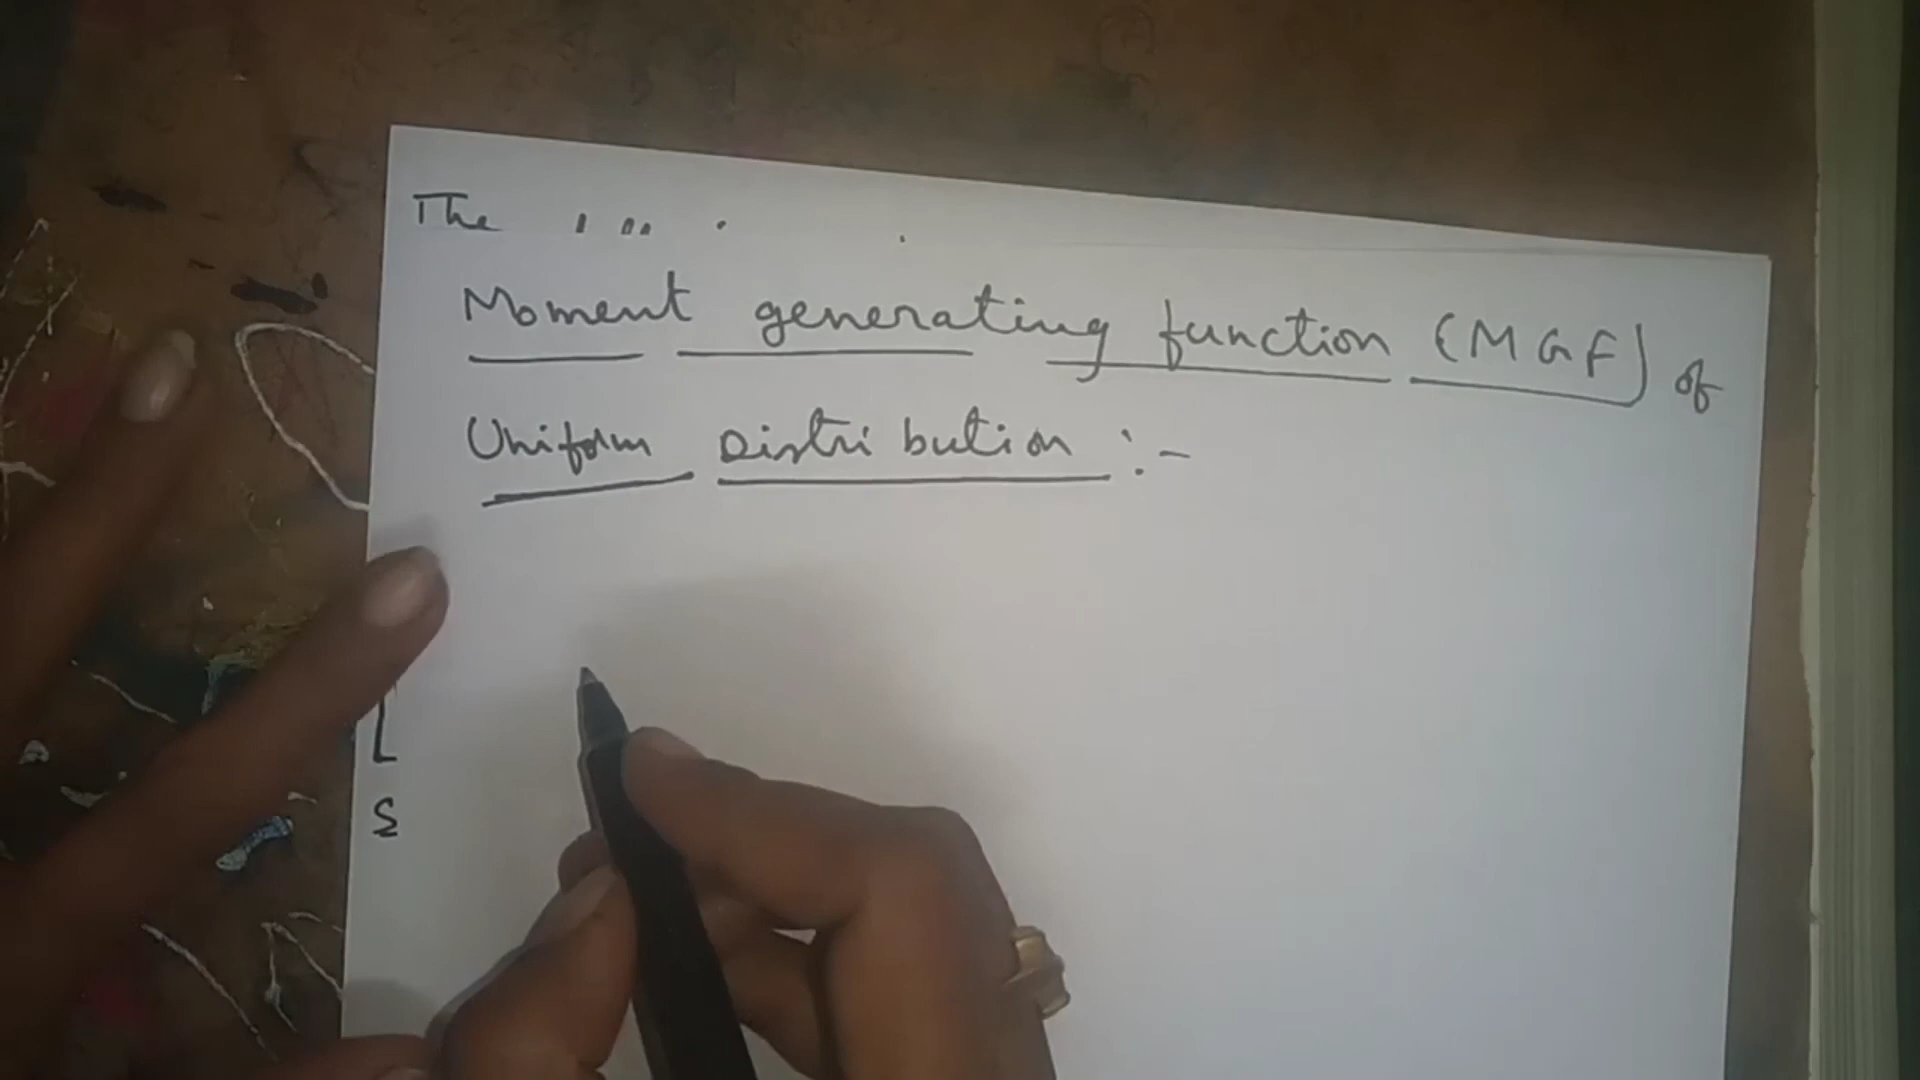 The
Moment generating function (MGF) of
Uniform Distribution :-
L
S